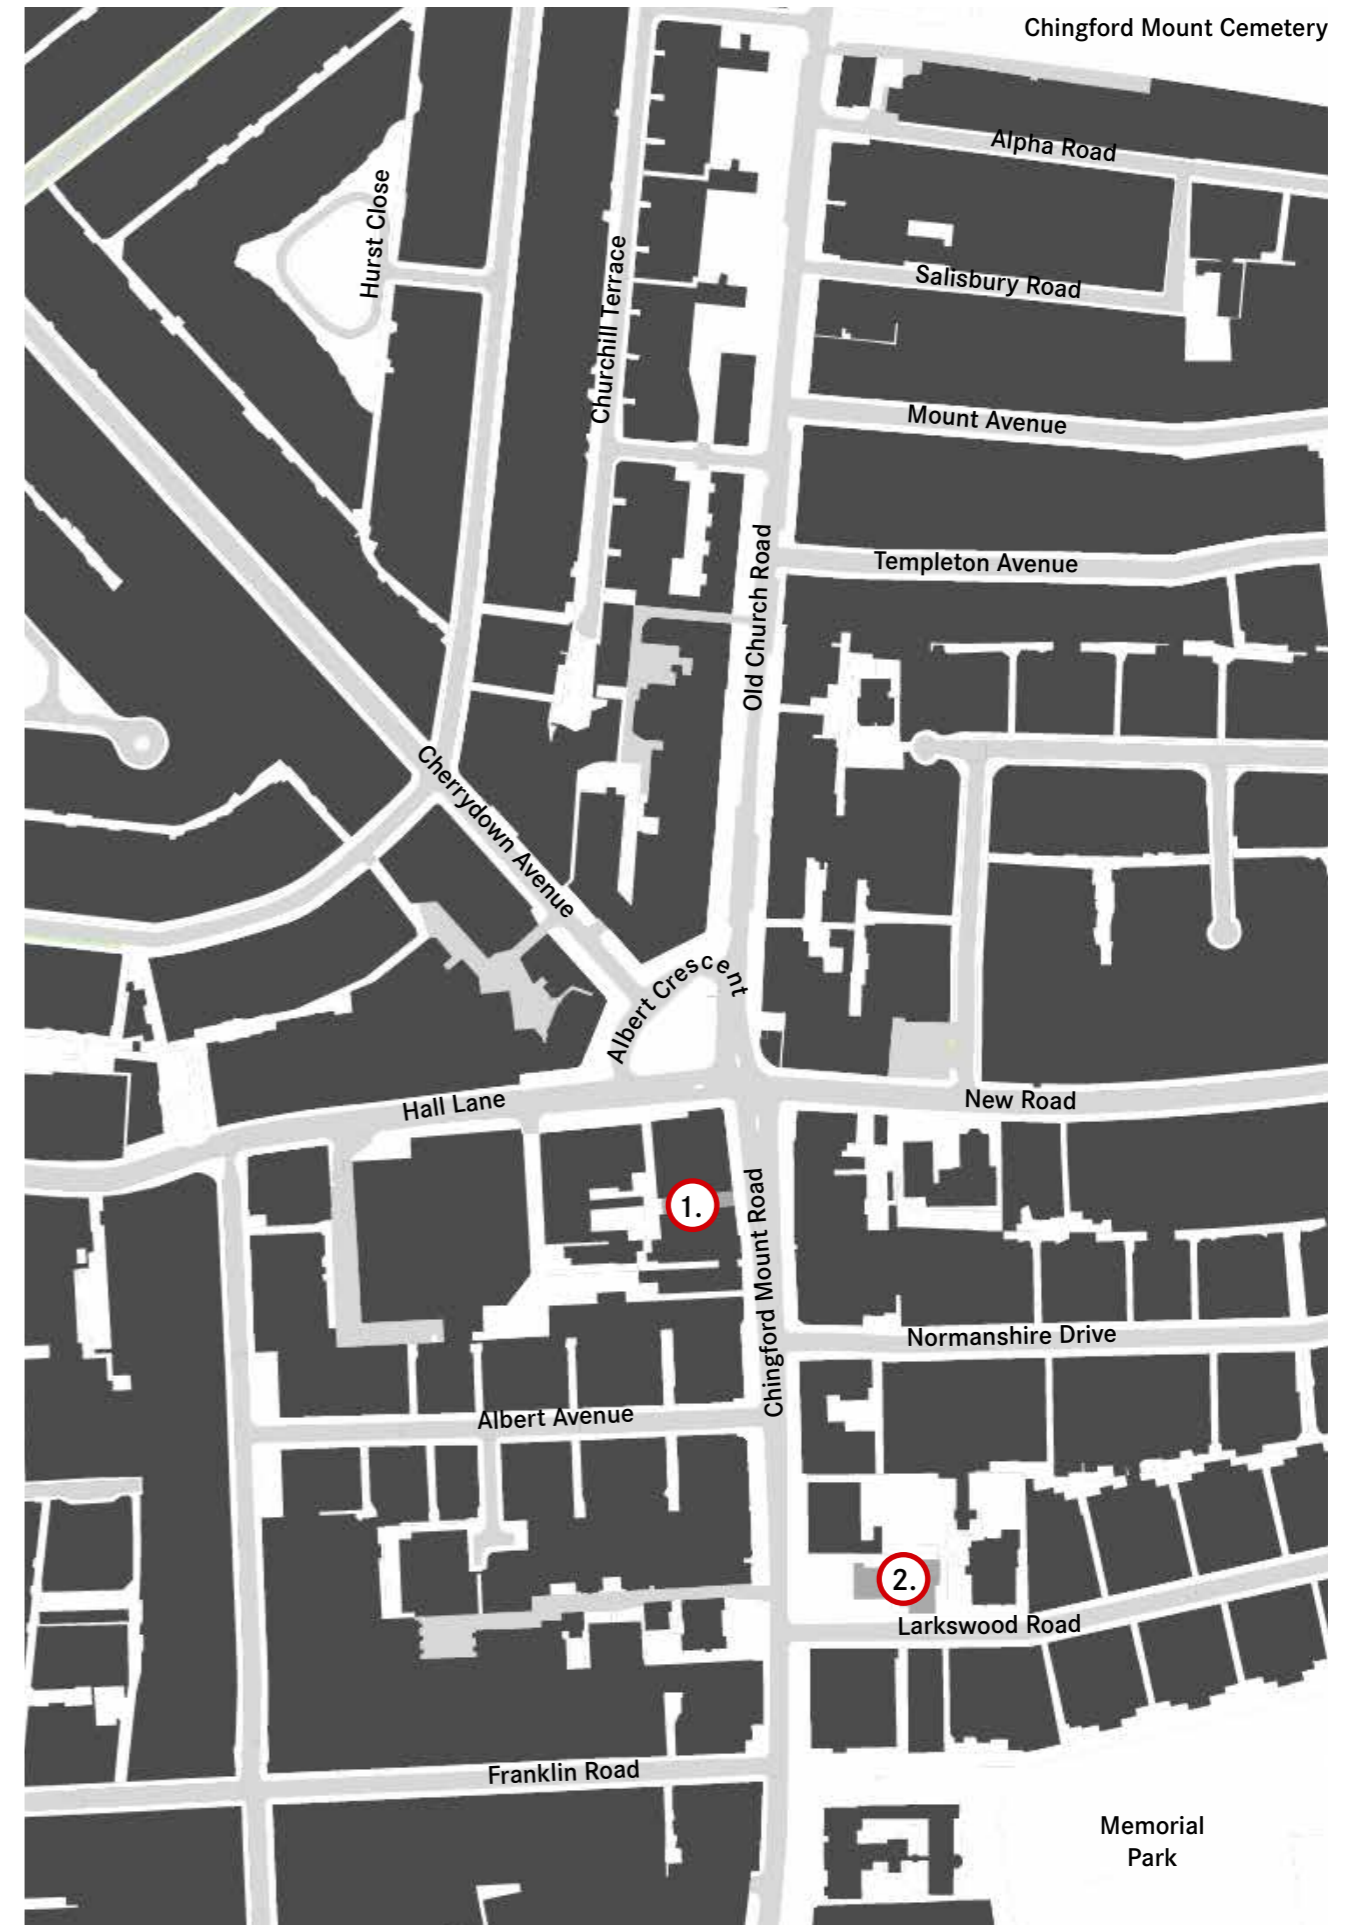 Chingford Mount Cemetery
Alpha Road
Hurst Close
Churchill Terrace
Salisbury Road
Mount Avenue
Old Church Road
Templeton Avenue
Cherrydown Avenue
Albert Crescent
Hall Lane
New Road
1.
Chingford Mount Road
Normanshire Drive
Albert Avenue
2.
Larkswood Road
Franklin Road
Memorial
Park